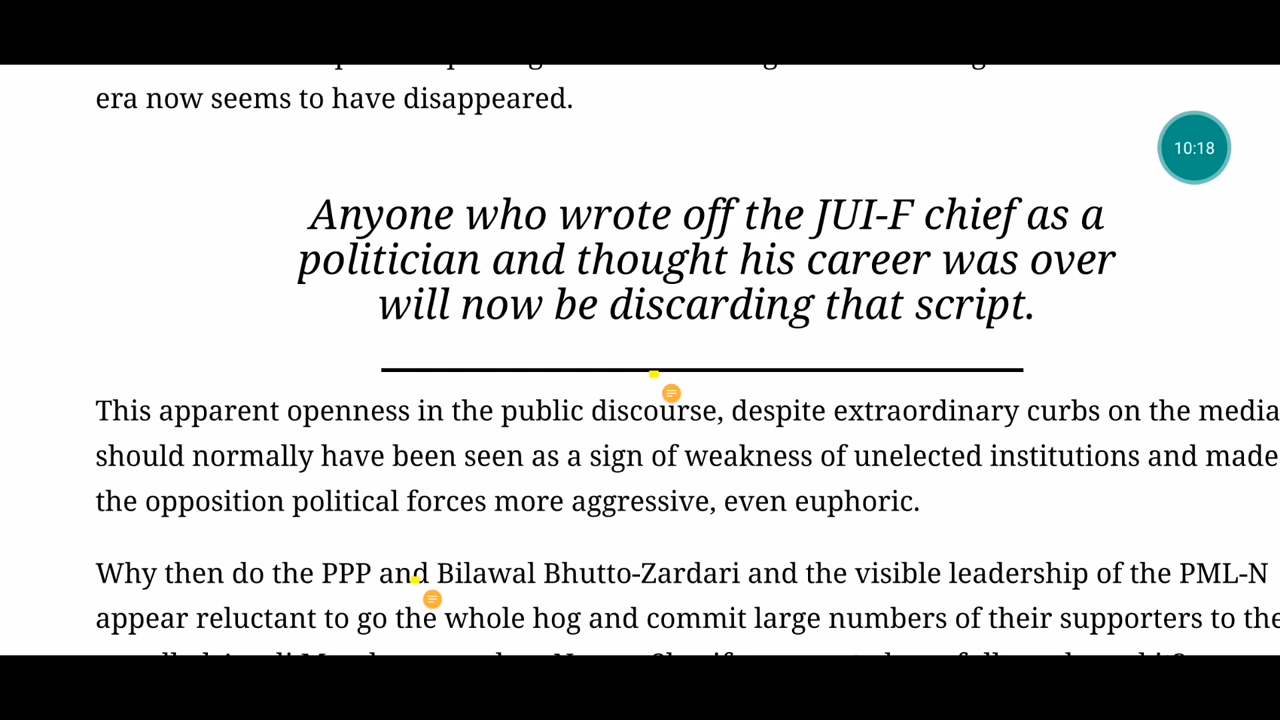 era now seems to have disappeared.
10:18
Anyone who wrote off the JUI-F chief as a
politician and thought his career was over
will now be discarding that script.
This apparent openness in the public discourse, despite extraordinary curbs on the media
should normally have been seen as a sign of weakness of unelected institutions and made
the opposition political forces more aggressive, even euphoric.
Why then do the PPP and Bilawal Bhutto-Zardari and the visible leadership of the PML-N
appear reluctant to go the whole hog and commit large numbers of their supporters to the